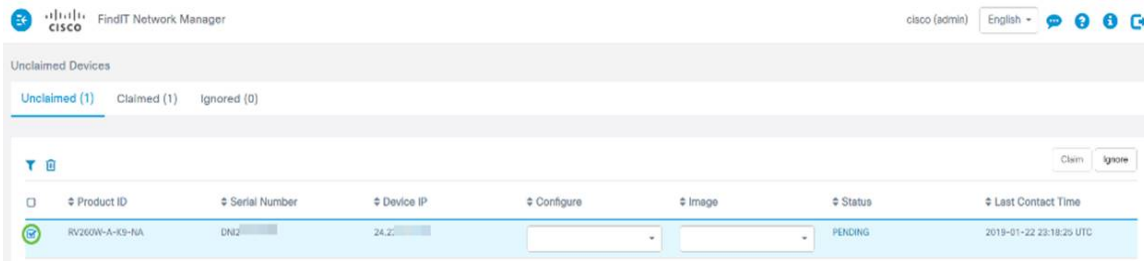 CISCO FindIT Network Manager cisco (admin) English
Unclaimed Devices
Unclaimed (1) Claimed (1) Ignored (0)
Claim Ignore
Product ID Serial Number Device IP Configure Image Status Last Contact Time
RV260W-A-K9-NA DNI2 24.2 PENDING 2019-01-22 23:18:25 UTC